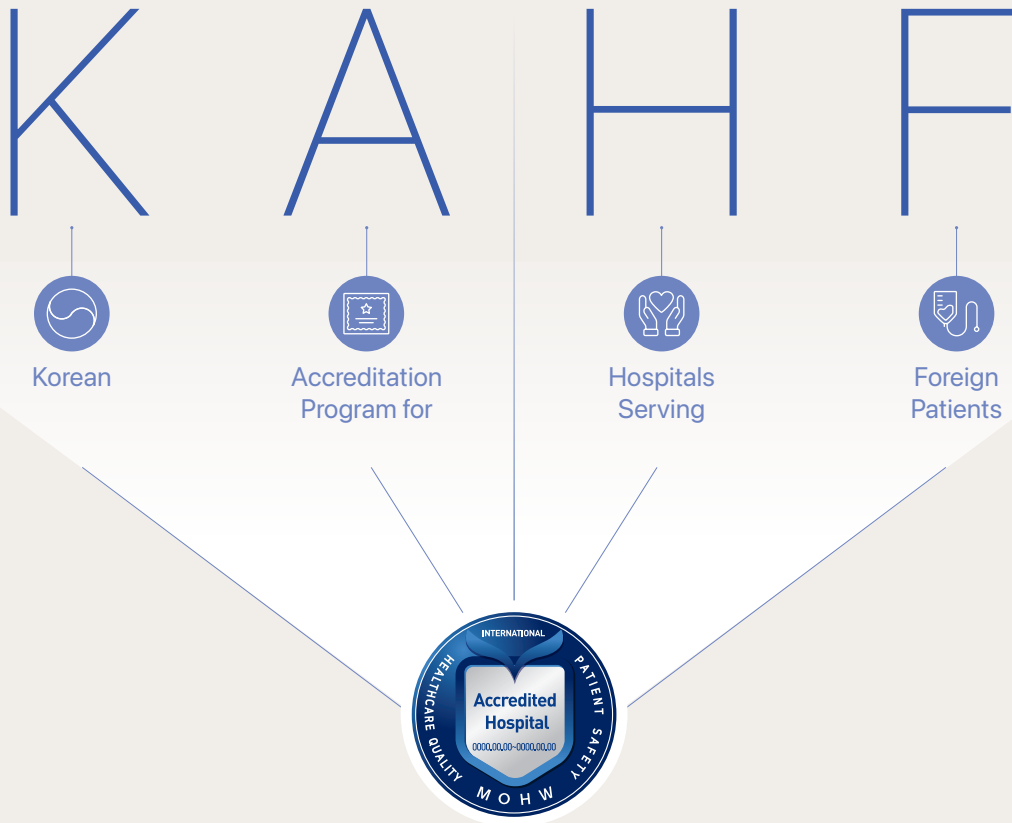 K A H F
Korean
Accreditation
Program for
Hospitals
Serving
Foreign
Patients
INTERNATIONAL
HEALTHCARE QUALITY
PATIENT SAFETY
Accredited
Hospital
0000.00.00~0000.00.00
MOHW